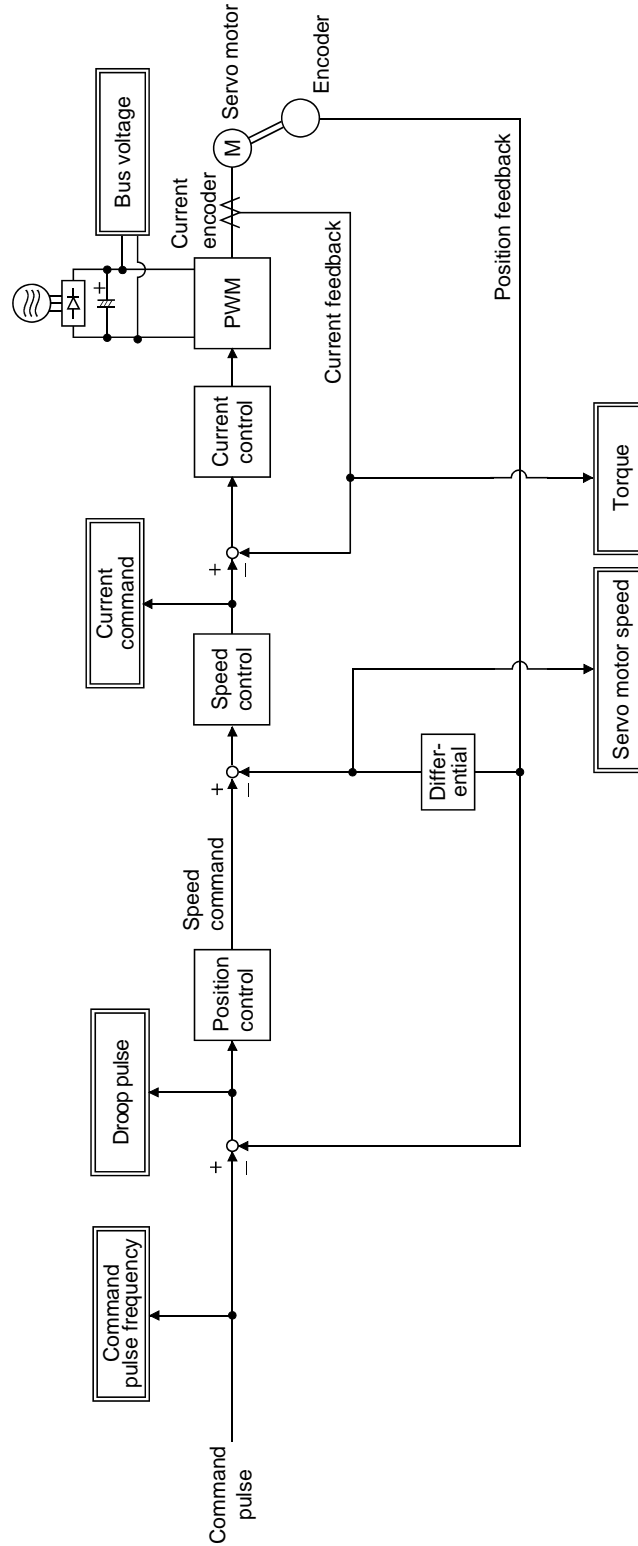 Command
pulse frequency
Droop pulse
Current
command
Bus voltage
Command
pulse
+
−
Position
control
Speed
command
+
−
Speed
control
+
−
Current
control
+
PWM
Current
encoder
M
Servo motor
Encoder
Current feedback
Differ-
ential
Position feedback
Servo motor speed
Torque